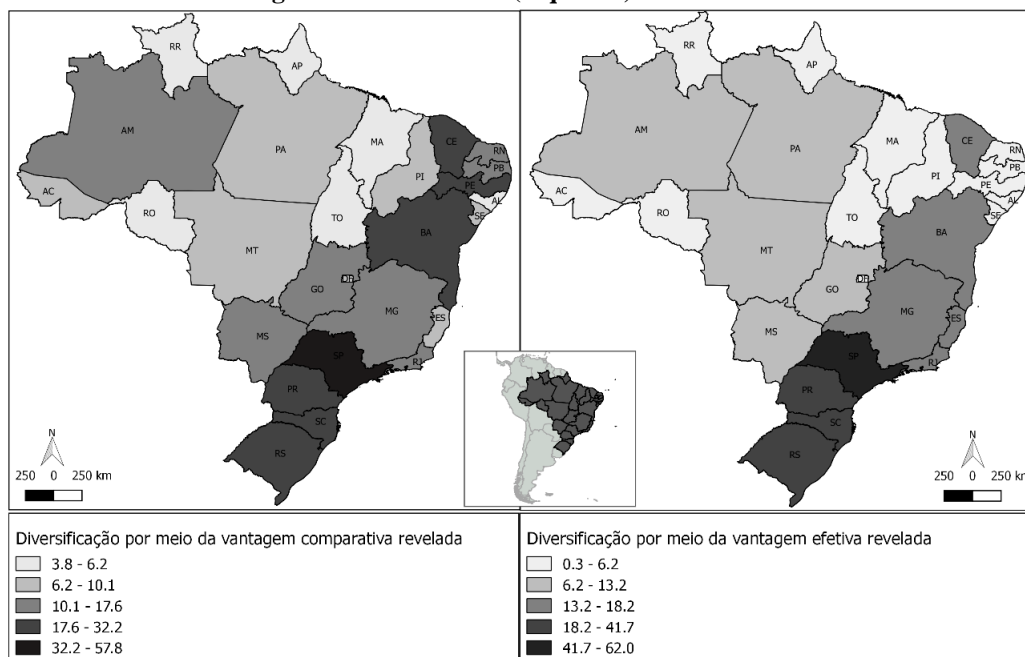 RR
AP
AM
PA
MA
CE
RN
PB
PI
PE
AL
SE
AC
RO
TO
BA
MT
GO
DF
MG
ES
MS
SP
RJ
PR
SC
RS
N
250 0 250 km
RR
AP
AM
PA
MA
CE
RN
PB
PI
PE
AL
SE
AC
RO
TO
BA
MT
GO
DF
MG
ES
MS
SP
RJ
PR
SC
RS
N
250 0 250 km
Diversificação por meio da vantagem comparativa revelada
3.8 - 6.2
6.2 - 10.1
10.1 - 17.6
17.6 - 32.2
32.2 - 57.8
Diversificação por meio da vantagem efetiva revelada
0.3 - 6.2
6.2 - 13.2
13.2 - 18.2
18.2 - 41.7
41.7 - 62.0